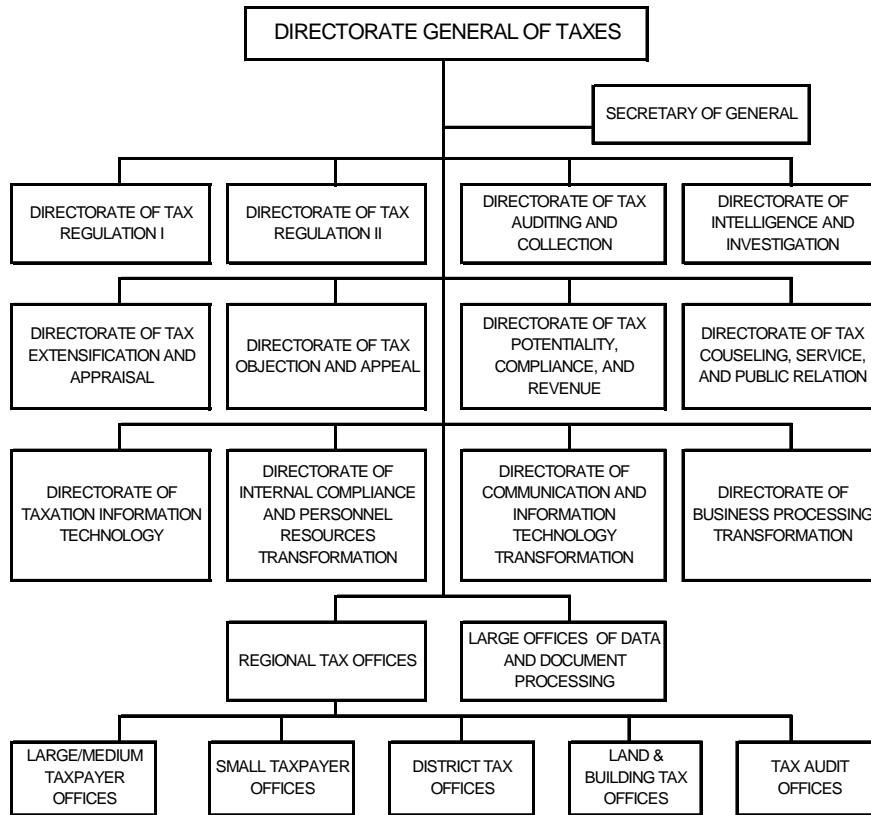 DIRECTORATE GENERAL OF TAXES
SECRETARY OF GENERAL
DIRECTORATE OF TAX
REGULATION I
DIRECTORATE OF TAX
REGULATION II
DIRECTORATE OF TAX
AUDITING AND
COLLECTION
DIRECTORATE OF
INTELLIGENCE AND
INVESTIGATION
DIRECTORATE OF TAX
EXTENSIFICATION AND
APPRAISAL
DIRECTORATE OF TAX
OBJECTION AND APPEAL
DIRECTORATE OF TAX
POTENTIALITY,
COMPLIANCE, AND
REVENUE
DIRECTORATE OF TAX
COUSELING, SERVICE,
AND PUBLIC RELATION
DIRECTORATE OF
TAXATION INFORMATION
TECHNOLOGY
DIRECTORATE OF
INTERNAL COMPLIANCE
AND PERSONNEL
RESOURCES
TRANSFORMATION
DIRECTORATE OF
COMMUNICATION AND
INFORMATION
TECHNOLOGY
TRANSFORMATION
DIRECTORATE OF
BUSINESS PROCESSING
TRANSFORMATION
REGIONAL TAX OFFICES
LARGE OFFICES OF DATA
AND DOCUMENT
PROCESSING
LARGE/MEDIUM
TAXPAYER
OFFICES
SMALL TAXPAYER
OFFICES
DISTRICT TAX
OFFICES
LAND &
BUILDING TAX
OFFICES
TAX AUDIT
OFFICES